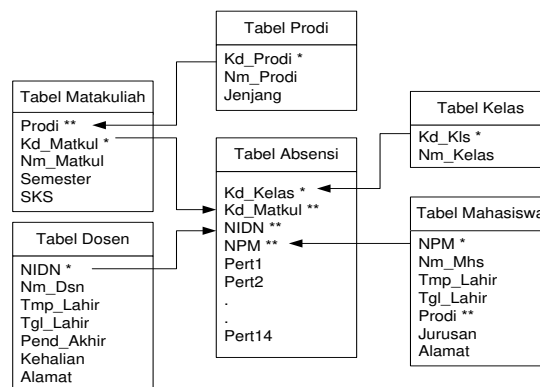 Tabel Prodi
Kd_Prodi *
Nm_Prodi
Jenjang
Tabel Matakuliah
Prodi **
Kd_Matkul *
Nm_Matkul
Semester
SKS
Tabel Kelas
Kd_Kls *
Nm_Kelas
Tabel Absensi
Kd_Kelas *
Kd_Matkul **
NIDN **
NPM **
Pert1
Pert2
.
.
Pert14
Tabel Dosen
NIDN *
Nm_Dsn
Tmp_Lahir
Tgl_Lahir
Pend_Akhir
Kehalian
Alamat
Tabel Mahasiswa
NPM *
Nm_Mhs
Tmp_Lahir
Tgl_Lahir
Prodi **
Jurusan
Alamat